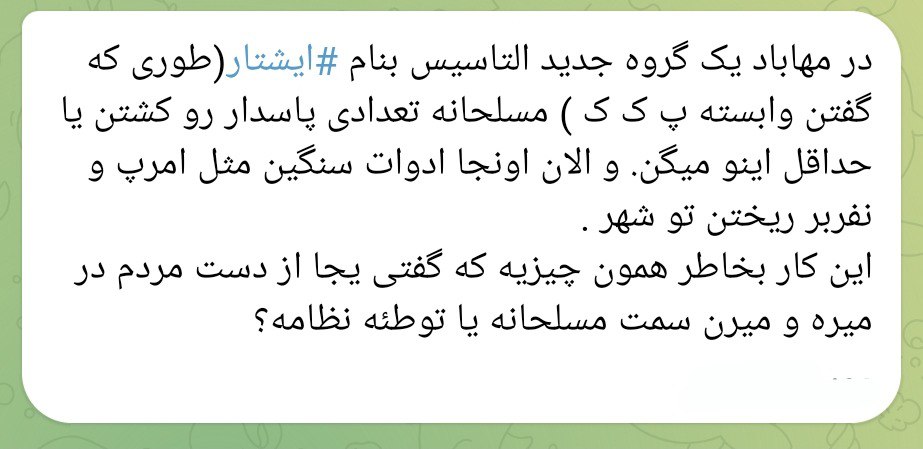 در مهاباد یک گروه جدید التاسیس بنام #ایشتار(طوری که
گفتن وابسته پ ک ک ) مسلحانه تعدادی پاسدار رو کشتن یا
حداقل اینو میگن. و الان اونجا ادوات سنگین مثل امرپ و
نفربر ریختن تو شهر .
این کار بخاطر همون چیزیه که گفتی یجا از دست مردم در
میره و میرن سمت مسلحانه یا توطئه نظامه؟